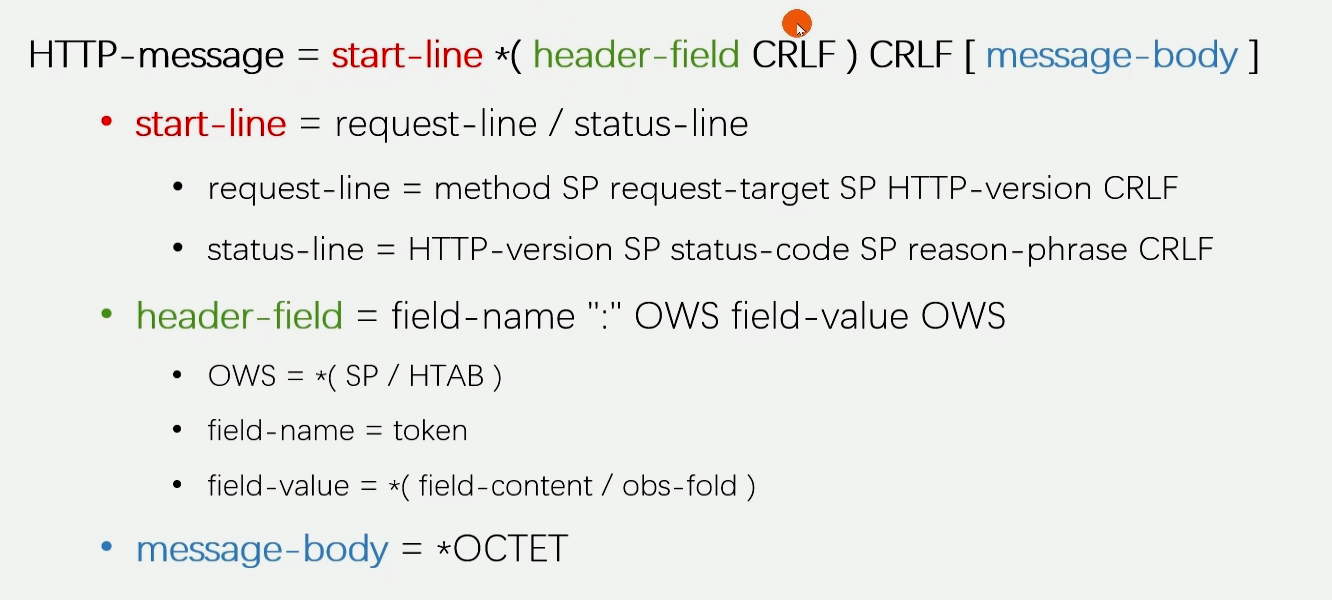 HTTP-message = start-line *( header-field CRLF ) CRLF [ message-body ]
• start-line = request-line / status-line
• request-line = method SP request-target SP HTTP-version CRLF
• status-line = HTTP-version SP status-code SP reason-phrase CRLF
• header-field = field-name ":" OWS field-value OWS
• OWS = *( SP / HTAB )
• field-name = token
• field-value = *( field-content / obs-fold )
• message-body = *OCTET